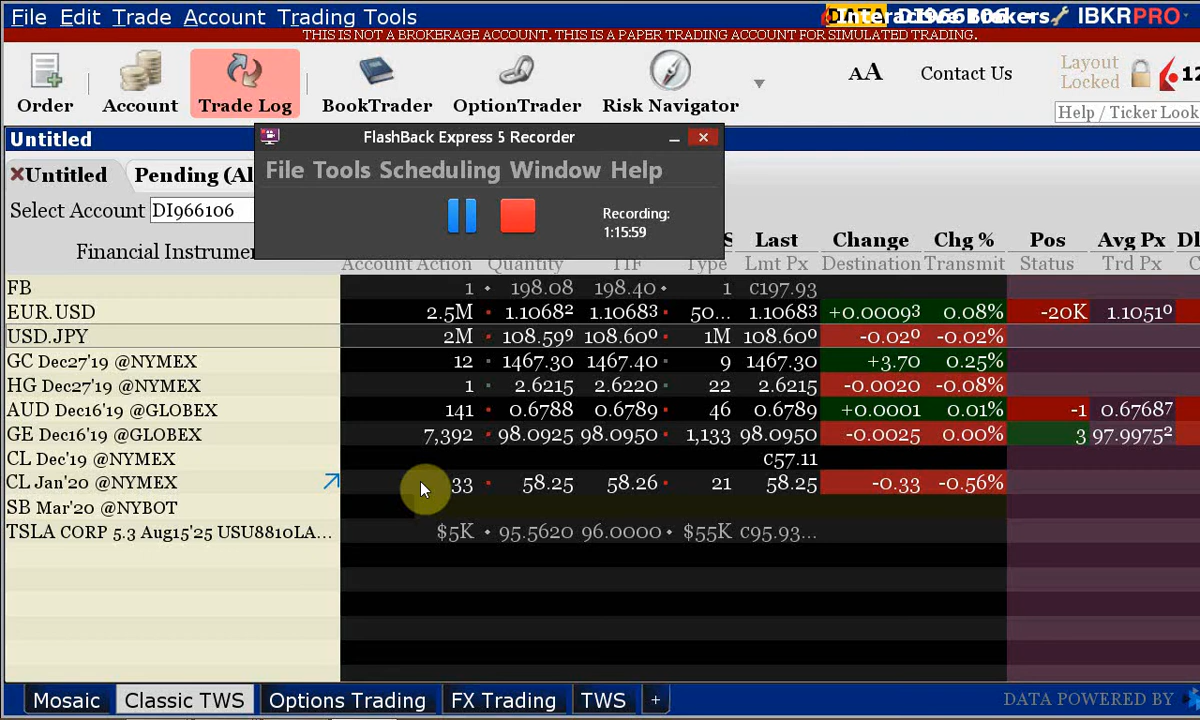 File Edit Trade Account Trading Tools
DATA Interactive Brokers IBKRPRO
DI966106
THIS IS NOT A BROKERAGE ACCOUNT. THIS IS A PAPER TRADING ACCOUNT FOR SIMULATED TRADING.
Order Account Trade Log BookTrader OptionTrader Risk Navigator AA Contact Us
Layout
Locked
12
Help / Ticker Look
Untitled
FlashBack Express 5 Recorder
File Tools Scheduling Window Help
Recording:
1:15:59
Untitled Pending (Al
Select Account DI966106
Financial Instrumen
S Last Change Chg % Pos Avg Px
Account Action Quantity TIF Type Lmt Px Destination Transmit Status Trd Px
FB 1 198.08 198.40 1 c197.93
EUR.USD 2.5M 1.1068² 1.1068³ 50... 1.1068³ +0.0009³ 0.08% -20K 1.1051⁰
USD.JPY 2M 108.59⁹ 108.60⁰ 1M 108.60⁰ -0.02⁰ -0.02%
GC Dec27'19 @NYMEX 12 1467.30 1467.40 9 1467.30 +3.70 0.25%
HG Dec27'19 @NYMEX 1 2.6215 2.6220 22 2.6215 -0.0020 -0.08%
AUD Dec16'19 @GLOBEX 141 0.6788 0.6789 46 0.6789 +0.0001 0.01% -1 0.67687
GE Dec16'19 @GLOBEX 7,392 98.0925 98.0950 1,133 98.0950 -0.0025 0.00% 3 97.9975²
CL Dec'19 @NYMEX c57.11
CL Jan'20 @NYMEX 33 58.25 58.26 21 58.25 -0.33 -0.56%
SB Mar'20 @NYBOT
TSLA CORP 5.3 Aug15'25 USU8810LA... $5K 95.5620 96.0000 $55K c95.93...
Mosaic Classic TWS Options Trading FX Trading TWS +
DATA POWERED BY